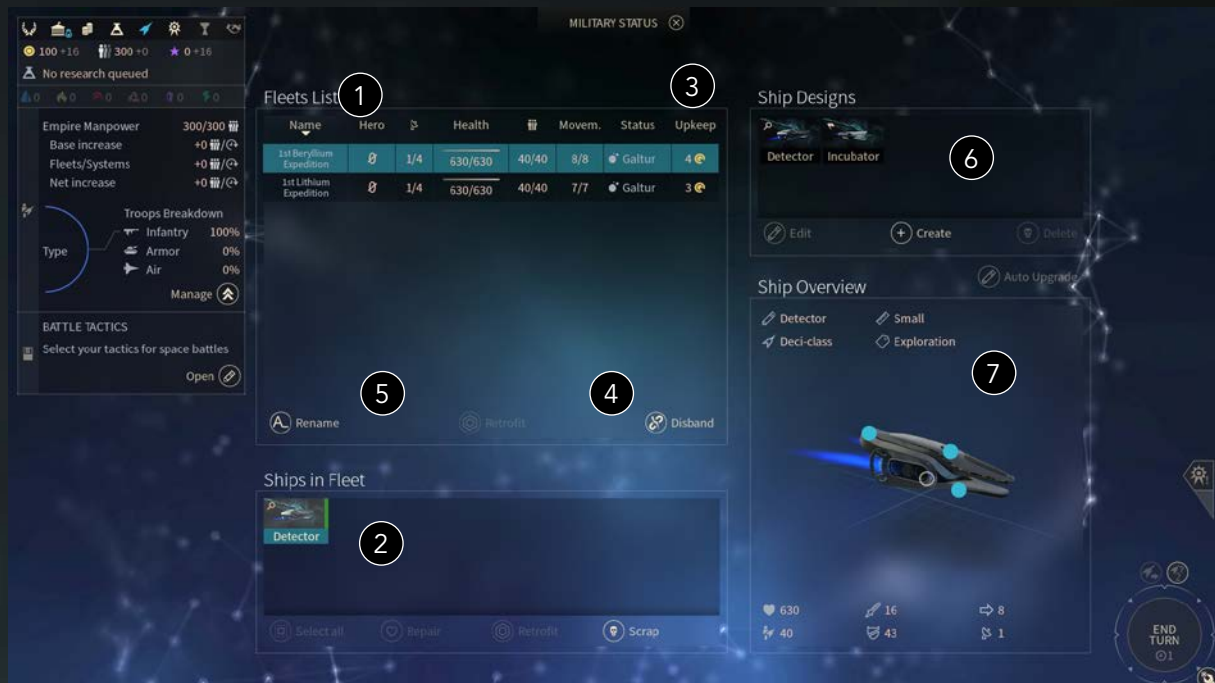 MILITARY STATUS
100 +16 300 +0 0 +16
No research queued
0 0 0 0 0 0
Empire Manpower 300/300
Base increase +0
Fleets/Systems +0
Net increase +0
Troops Breakdown
Type
Infantry 100%
Armor 0%
Air 0%
Manage
BATTLE TACTICS
Select your tactics for space battles
Open
Fleets List 1 3
Name Hero Health Movem. Status Upkeep
1st Beryllium
Expedition
0 1/4 630/630 40/40 8/8 Galtur 4
1st Lithium
Expedition
0 1/4 630/630 40/40 7/7 Galtur 3
5 4
Rename Retrofit Disband
Ships in Fleet
Detector
2
Select all Repair Retrofit Scrap
Ship Designs
Detector Incubator
6
Edit Create Delete
Auto Upgrade
Ship Overview
Detector Small
Deci-class Exploration
7
630 16 8
40 43 1
END
TURN
1